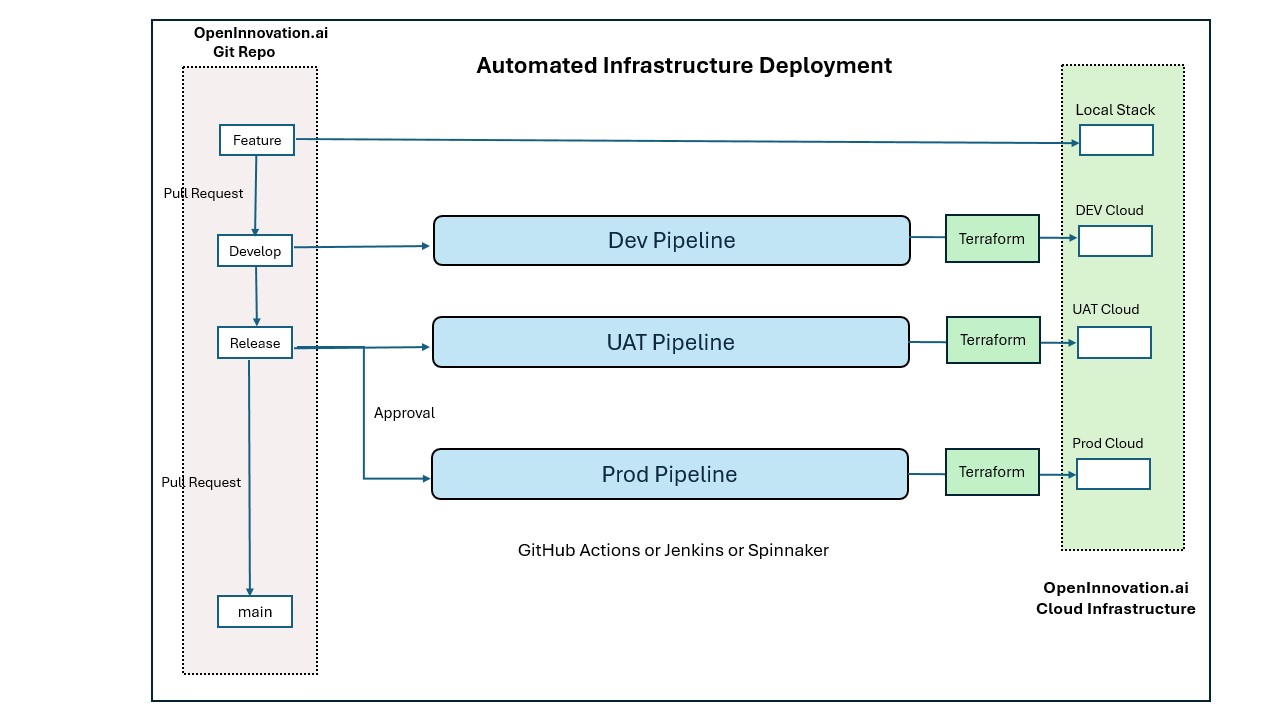 OpenInnovation.ai
Git Repo
Automated Infrastructure Deployment
Local Stack
Feature
Pull Request
DEV Cloud
Develop
Dev Pipeline
Terraform
UAT Cloud
Release
UAT Pipeline
Terraform
Approval
Prod Cloud
Pull Request
Prod Pipeline
Terraform
GitHub Actions or Jenkins or Spinnaker
OpenInnovation.ai
Cloud Infrastructure
main